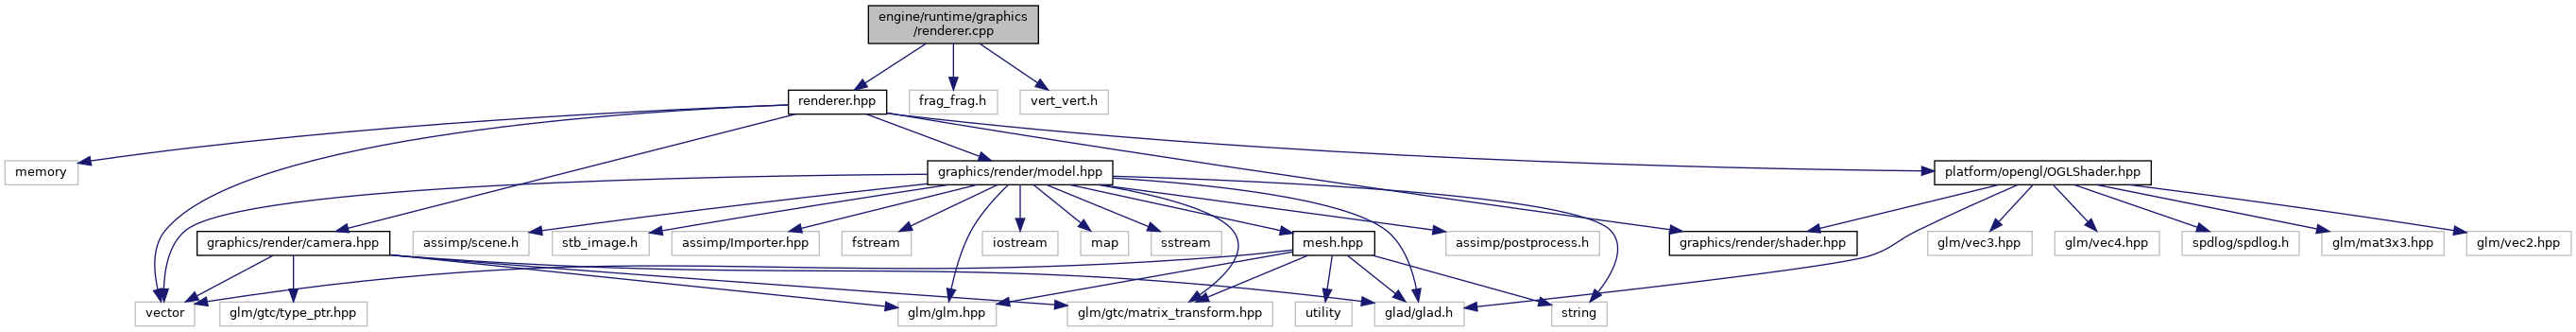 engine/runtime/graphics
/renderer.cpp
renderer.hpp
frag_frag.h
vert_vert.h
memory
graphics/render/model.hpp
platform/opengl/OGLShader.hpp
graphics/render/camera.hpp
assimp/scene.h
stb_image.h
assimp/Importer.hpp
fstream
iostream
map
sstream
mesh.hpp
assimp/postprocess.h
graphics/render/shader.hpp
glm/vec3.hpp
glm/vec4.hpp
spdlog/spdlog.h
glm/mat3x3.hpp
glm/vec2.hpp
vector
glm/gtc/type_ptr.hpp
glm/glm.hpp
glm/gtc/matrix_transform.hpp
utility
glad/glad.h
string